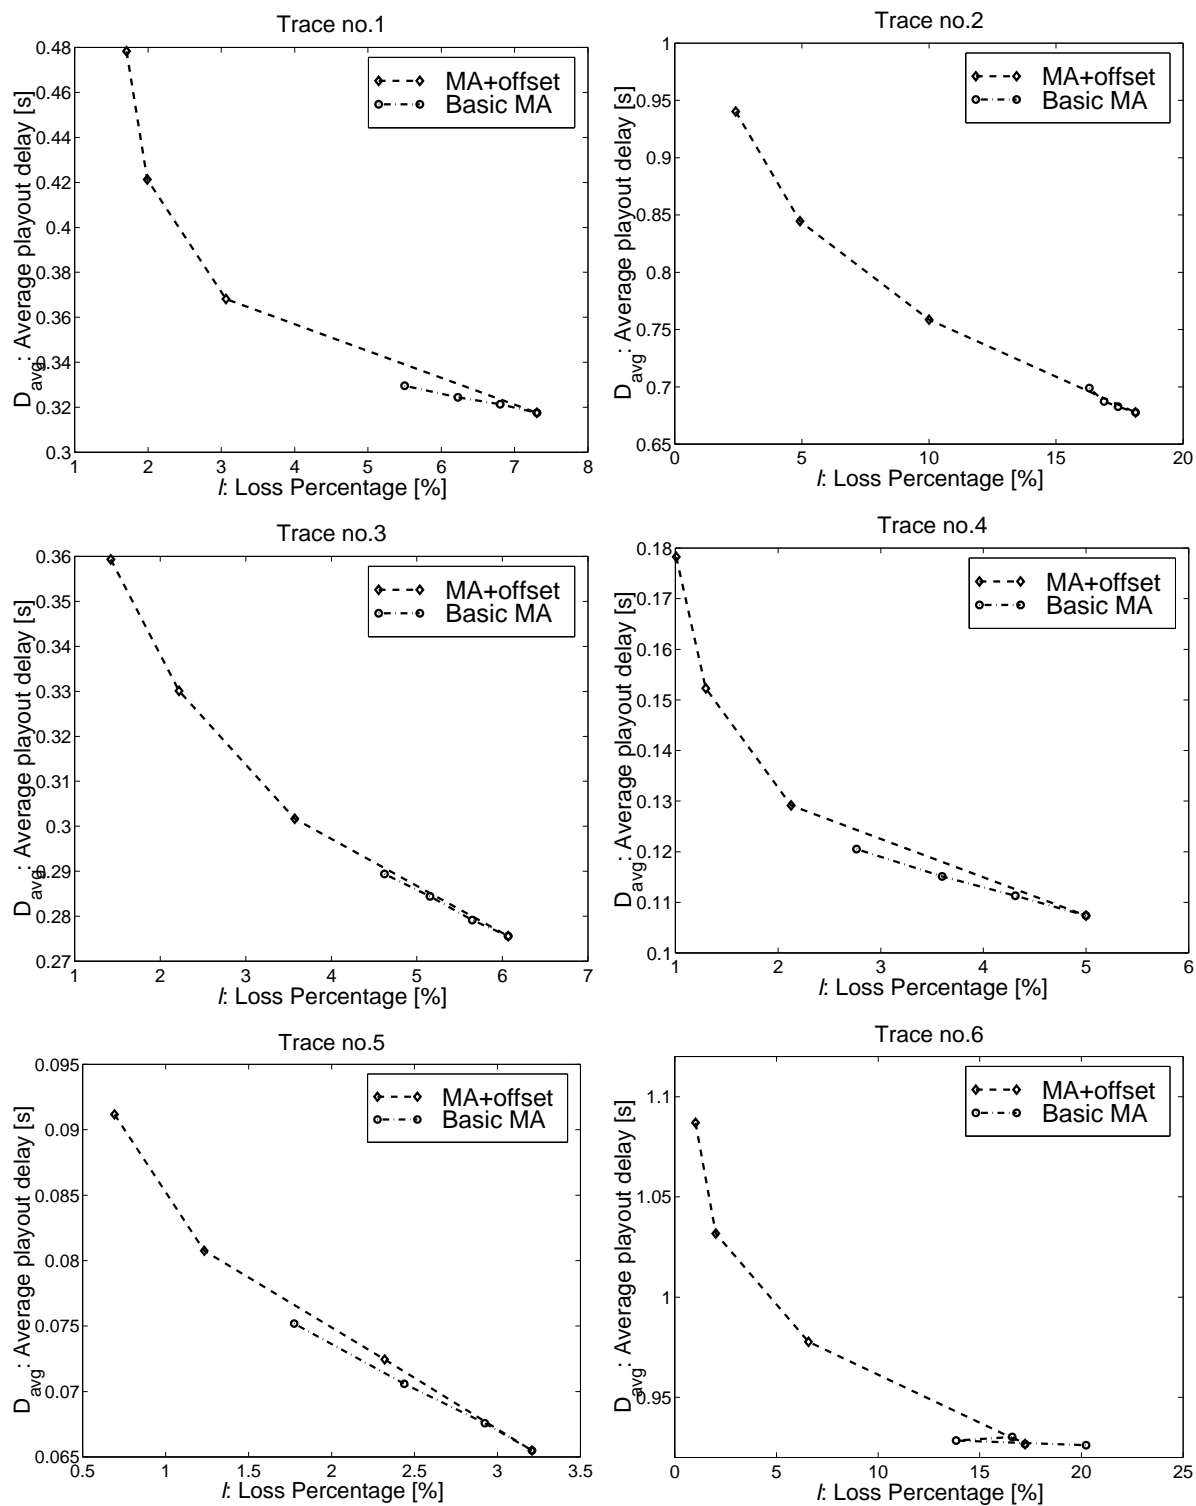 Trace no.1
D_avg: Average playout delay [s]
0.48
0.46
0.44
0.42
0.4
0.38
0.36
0.34
0.32
0.3
MA+offset
Basic MA
1 2 3 4 5 6 7 8
l: Loss Percentage [%]
Trace no.2
D_avg: Average playout delay [s]
1
0.95
0.9
0.85
0.8
0.75
0.7
0.65
MA+offset
Basic MA
0 5 10 15 20
l: Loss Percentage [%]
Trace no.3
D_avg: Average playout delay [s]
0.36
0.35
0.34
0.33
0.32
0.31
0.3
0.29
0.28
0.27
MA+offset
Basic MA
1 2 3 4 5 6 7
l: Loss Percentage [%]
Trace no.4
D_avg: Average playout delay [s]
0.18
0.17
0.16
0.15
0.14
0.13
0.12
0.11
0.1
MA+offset
Basic MA
1 2 3 4 5 6
l: Loss Percentage [%]
Trace no.5
D_avg: Average playout delay [s]
0.095
0.09
0.085
0.08
0.075
0.07
0.065
MA+offset
Basic MA
0.5 1 1.5 2 2.5 3 3.5
l: Loss Percentage [%]
Trace no.6
D_avg: Average playout delay [s]
1.1
1.05
1
0.95
MA+offset
Basic MA
0 5 10 15 20 25
l: Loss Percentage [%]